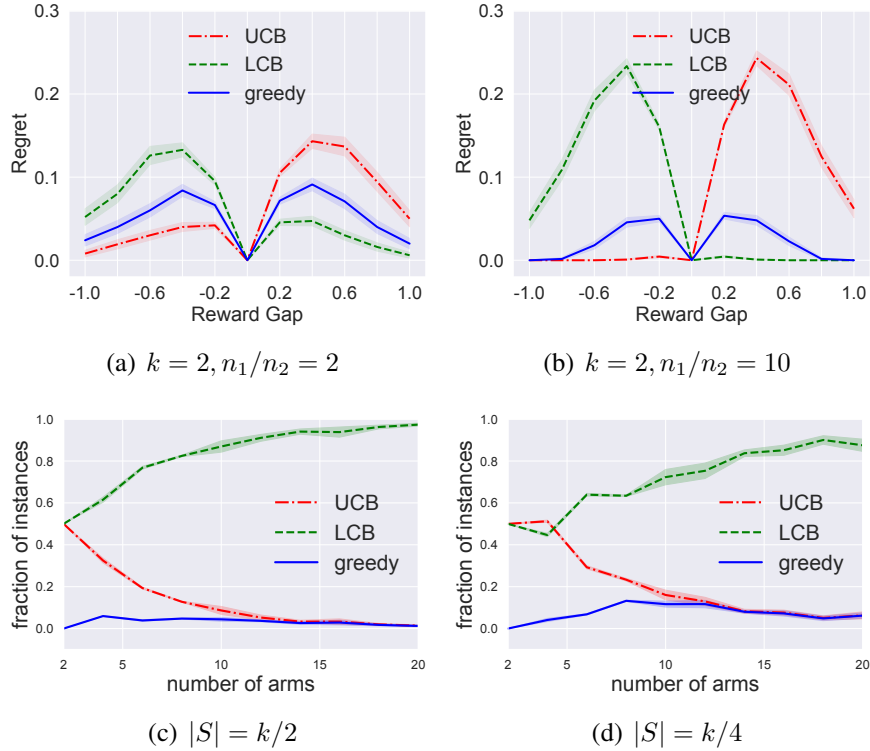 0.3
0.2
0.1
0.0
Regret
UCB
LCB
greedy
-1.0 -0.6 -0.2 0.2 0.6 1.0
Reward Gap
(a) k = 2, n₁/n₂ = 2
0.3
0.2
0.1
0.0
Regret
UCB
LCB
greedy
-1.0 -0.6 -0.2 0.2 0.6 1.0
Reward Gap
(b) k = 2, n₁/n₂ = 10
1.0
0.8
0.6
0.4
0.2
0.0
fraction of instances
UCB
LCB
greedy
2 5 10 15 20
number of arms
(c) |S| = k/2
1.0
0.8
0.6
0.4
0.2
0.0
fraction of instances
UCB
LCB
greedy
2 5 10 15 20
number of arms
(d) |S| = k/4